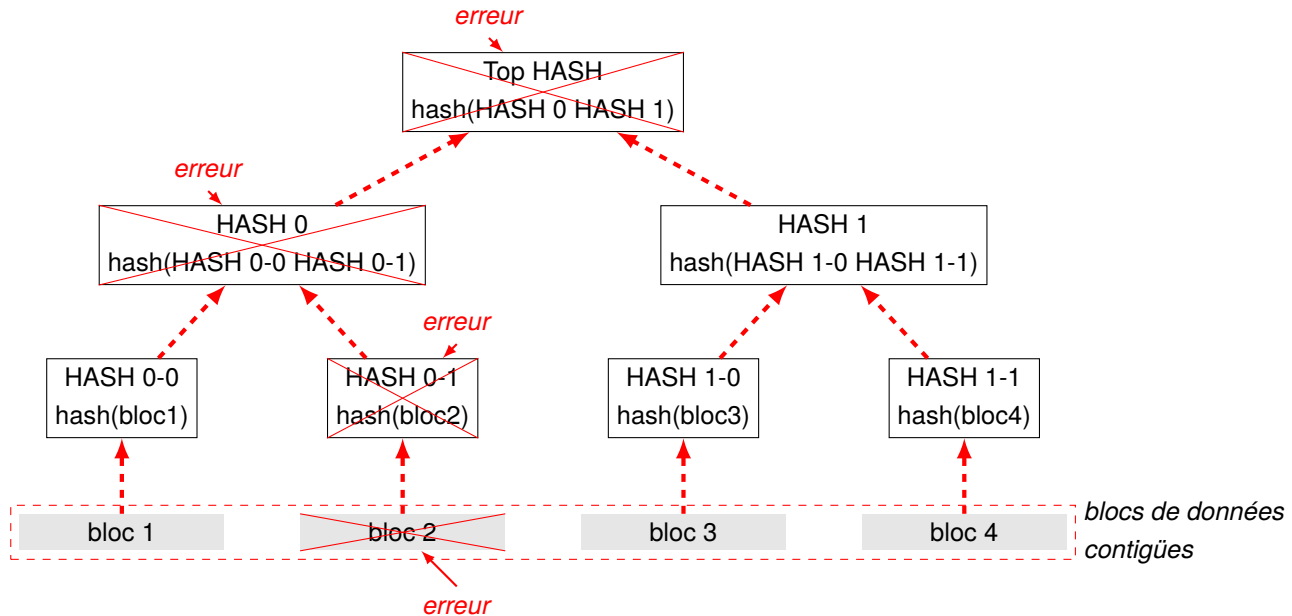 erreur
Top HASH
hash(HASH 0 HASH 1)
erreur
HASH 0
hash(HASH 0-0 HASH 0-1)
HASH 1
hash(HASH 1-0 HASH 1-1)
erreur
HASH 0-0
hash(bloc1)
HASH 0-1
hash(bloc2)
HASH 1-0
hash(bloc3)
HASH 1-1
hash(bloc4)
bloc 1
bloc 2
bloc 3
bloc 4
blocs de données
contigües
erreur